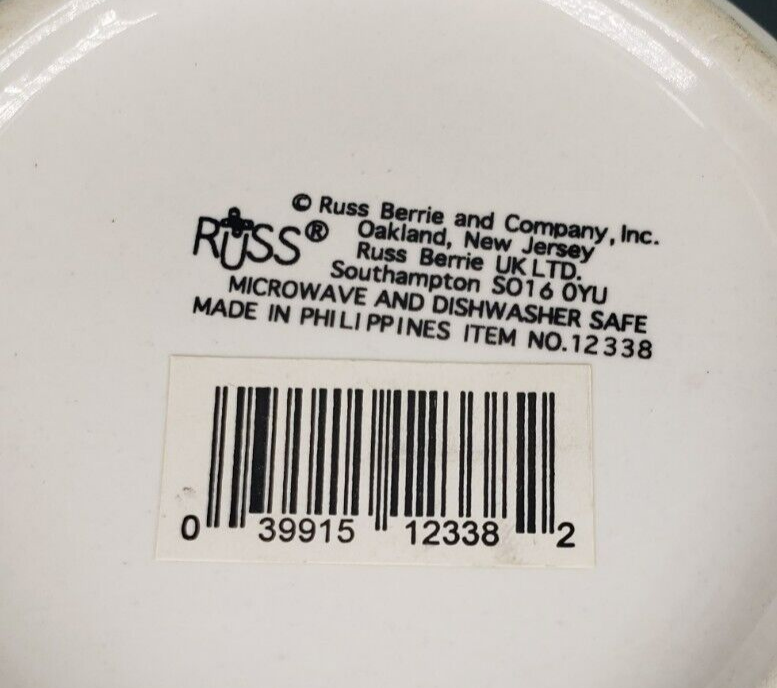 © Russ Berrie and Company, Inc.
RUSS® Oakland, New Jersey
Russ Berrie UK LTD.
Southampton SO16 0YU
MICROWAVE AND DISHWASHER SAFE
MADE IN PHILIPPINES ITEM NO.12338
0 39915 12338 2